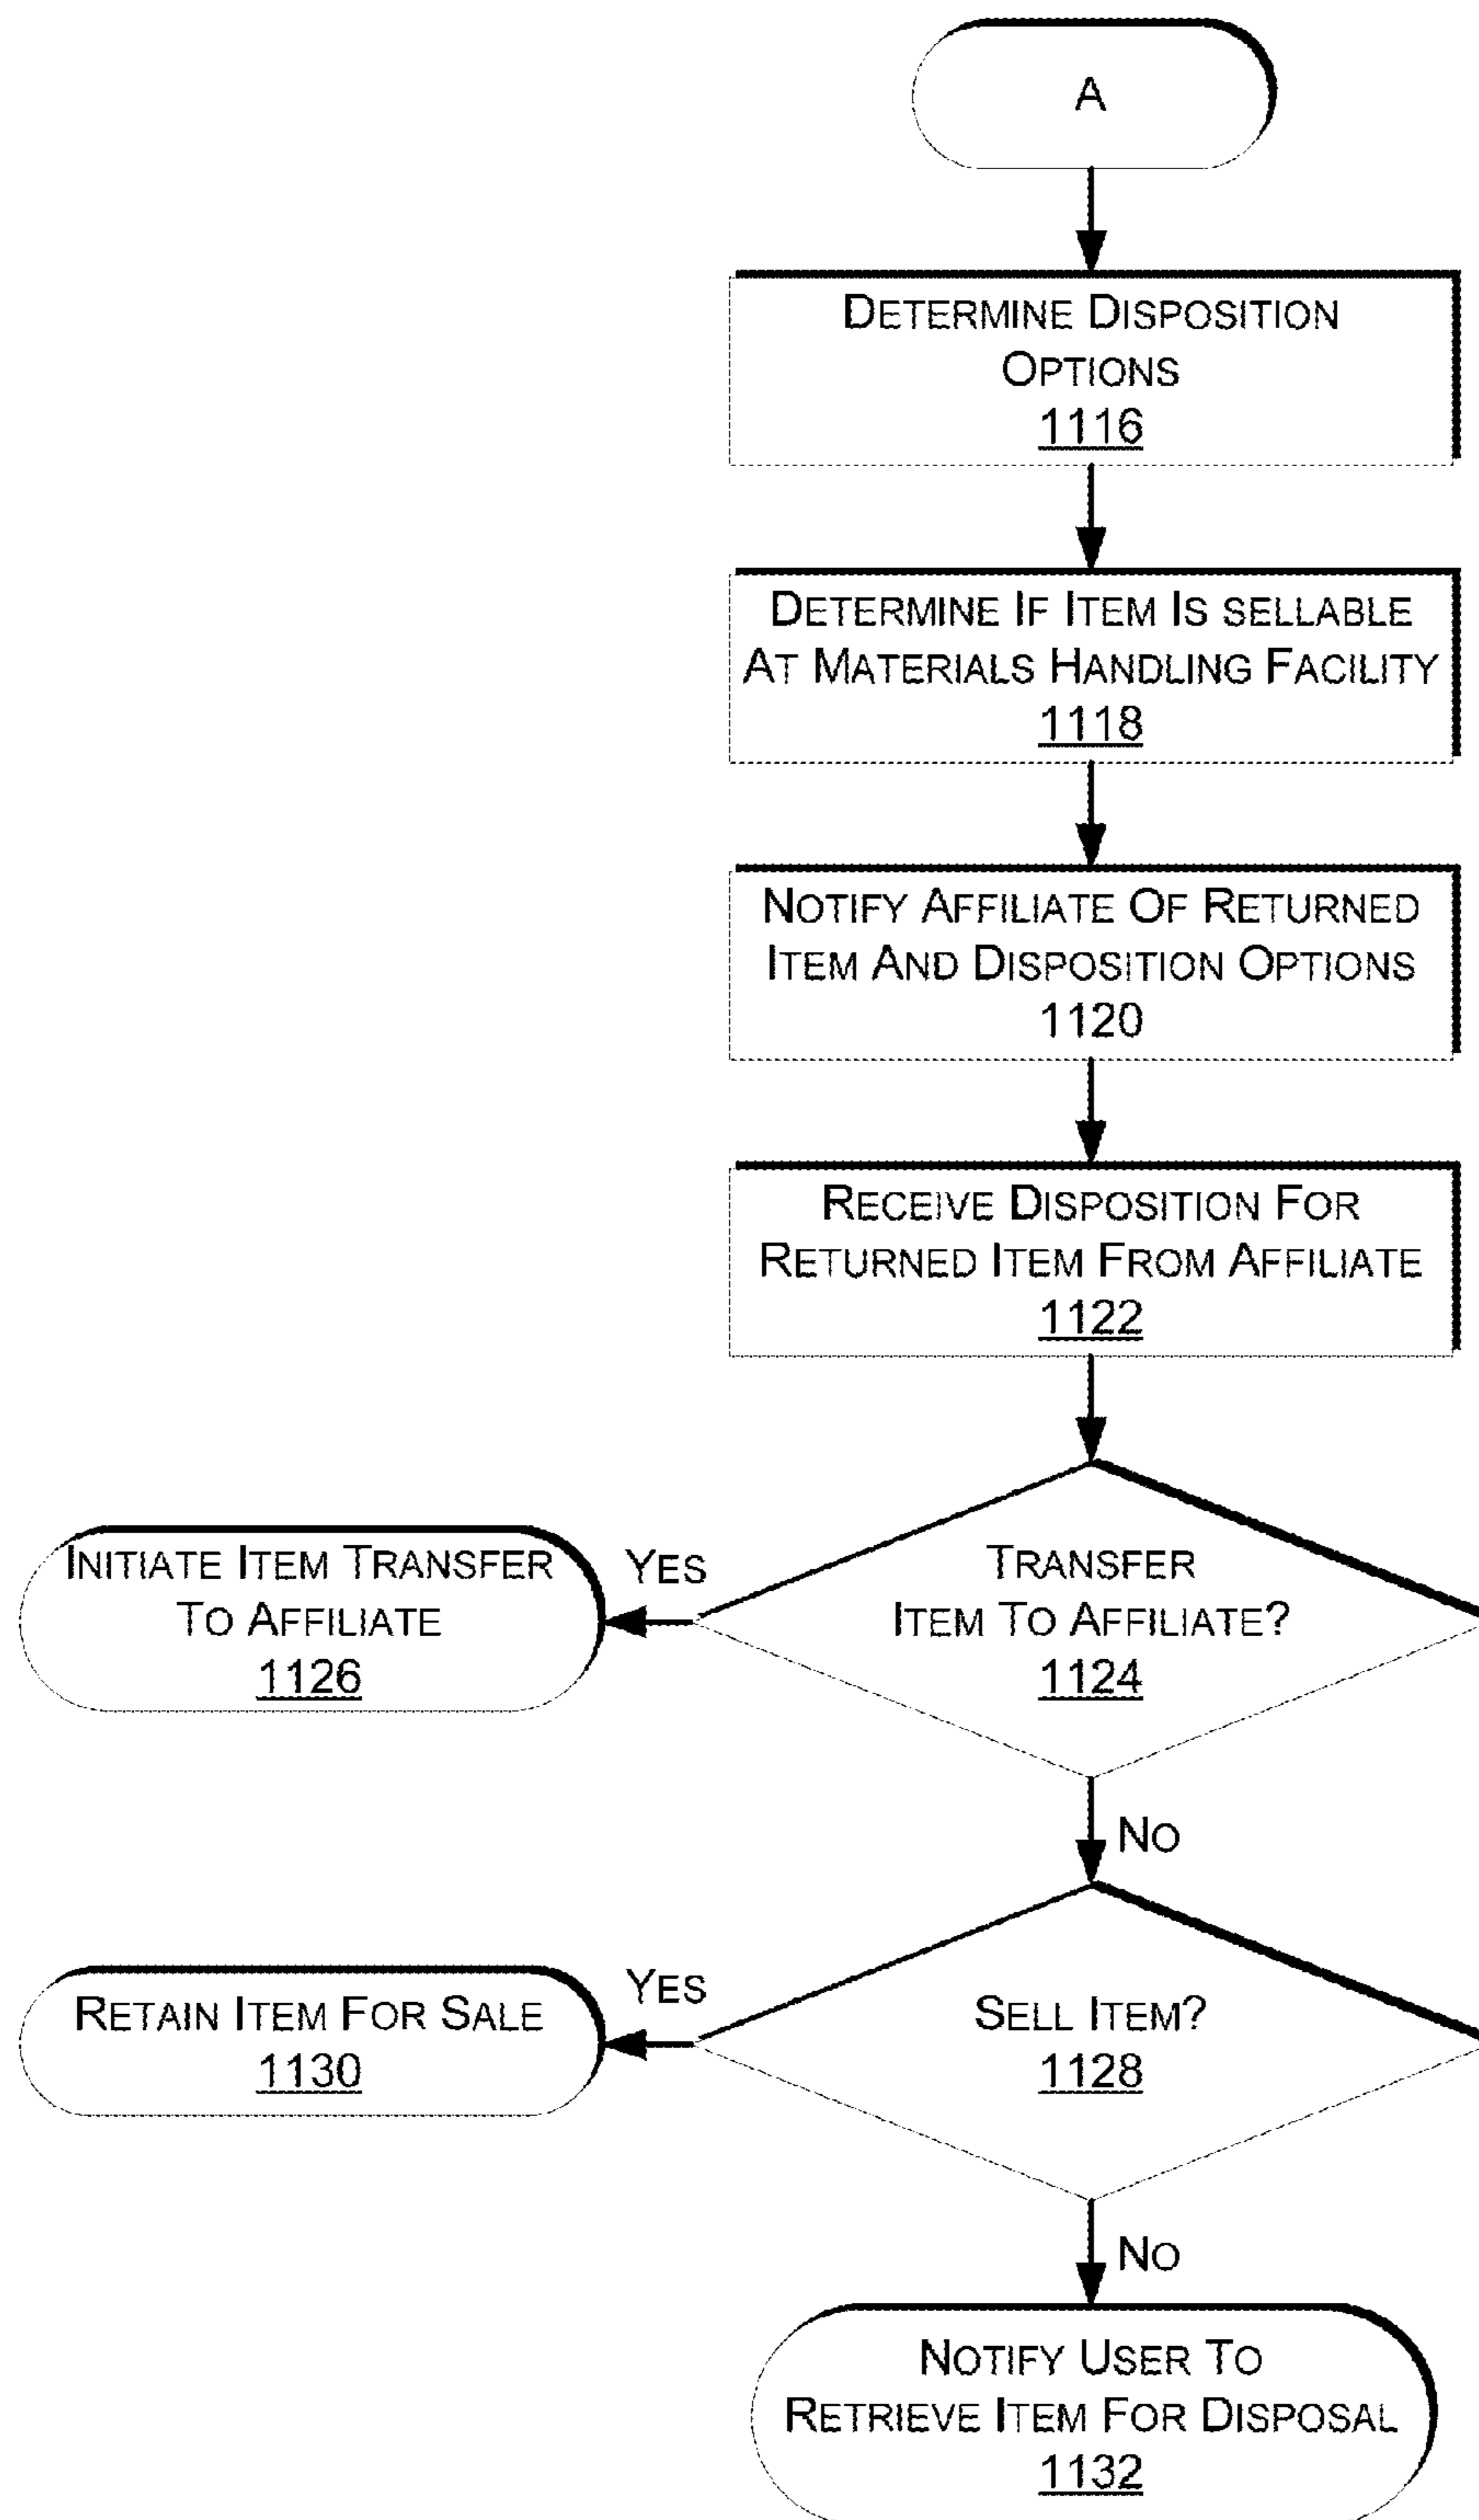 A
DETERMINE DISPOSITION
OPTIONS
1116
DETERMINE IF ITEM IS SELLABLE
AT MATERIALS HANDLING FACILITY
1118
NOTIFY AFFILIATE OF RETURNED
ITEM AND DISPOSITION OPTIONS
1120
RECEIVE DISPOSITION FOR
RETURNED ITEM FROM AFFILIATE
1122
TRANSFER
ITEM TO AFFILIATE?
1124
YES
INITIATE ITEM TRANSFER
TO AFFILIATE
1126
NO
SELL ITEM?
1128
YES
RETAIN ITEM FOR SALE
1130
NO
NOTIFY USER TO
RETRIEVE ITEM FOR DISPOSAL
1132